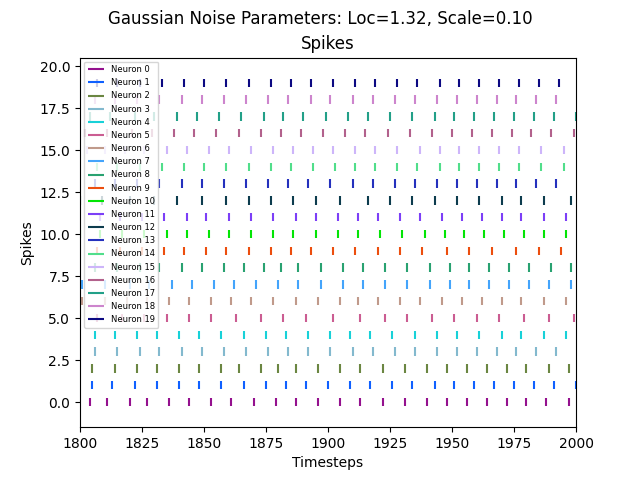 Gaussian Noise Parameters: Loc=1.32, Scale=0.10
Spikes
20.0
17.5
15.0
12.5
10.0
7.5
5.0
2.5
0.0
Spikes
Neuron 0
Neuron 1
Neuron 2
Neuron 3
Neuron 4
Neuron 5
Neuron 6
Neuron 7
Neuron 8
Neuron 9
Neuron 10
Neuron 11
Neuron 12
Neuron 13
Neuron 14
Neuron 15
Neuron 16
Neuron 17
Neuron 18
Neuron 19
1800 1825 1850 1875 1900 1925 1950 1975 2000
Timesteps